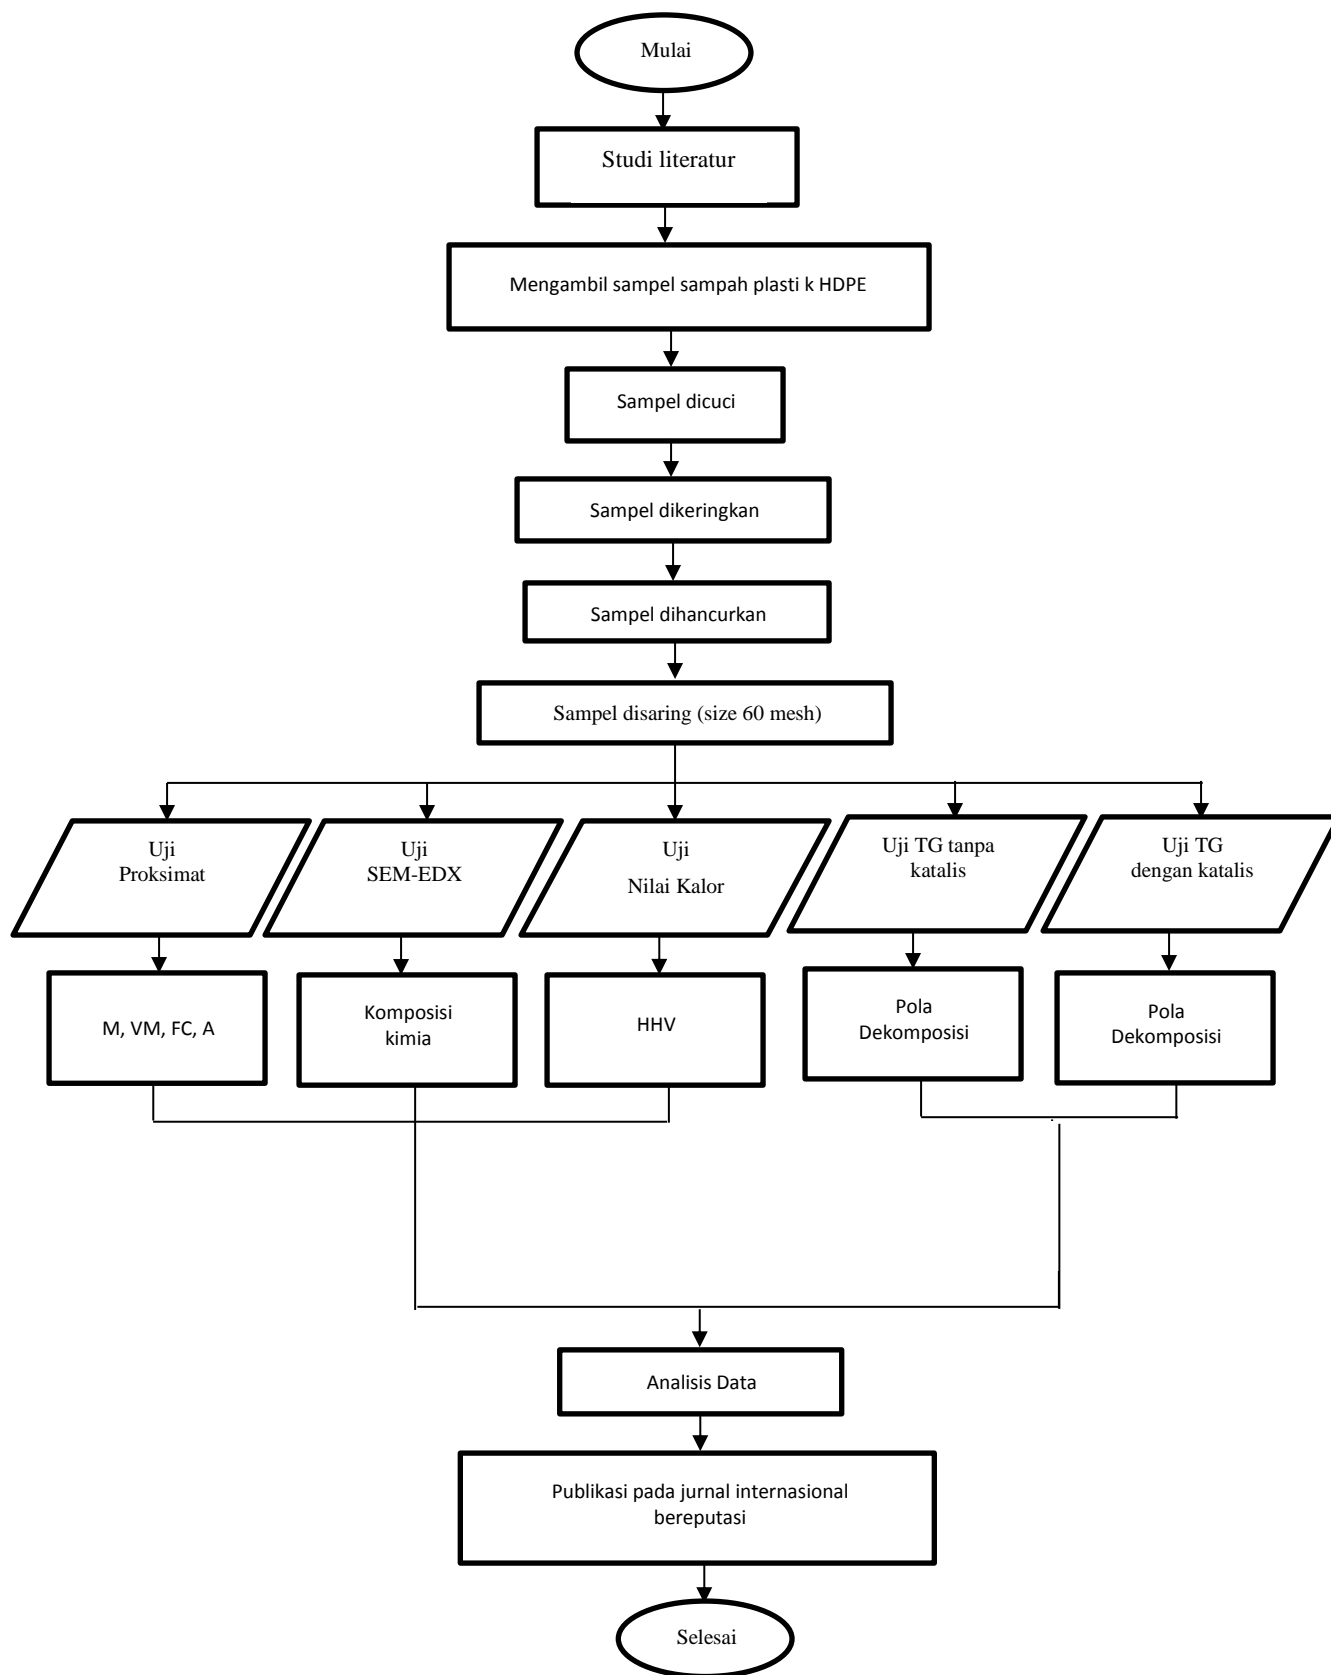 Mulai
Studi literatur
Mengambil sampel sampah plasti k HDPE
Sampel dicuci
Sampel dikeringkan
Sampel dihancurkan
Sampel disaring (size 60 mesh)
Uji
Proksimat
Uji
SEM-EDX
Uji
Nilai Kalor
Uji TG tanpa
katalis
Uji TG
dengan katalis
M, VM, FC, A
Komposisi
kimia
HHV
Pola
Dekomposisi
Pola
Dekomposisi
Analisis Data
Publikasi pada jurnal internasional
bereputasi
Selesai